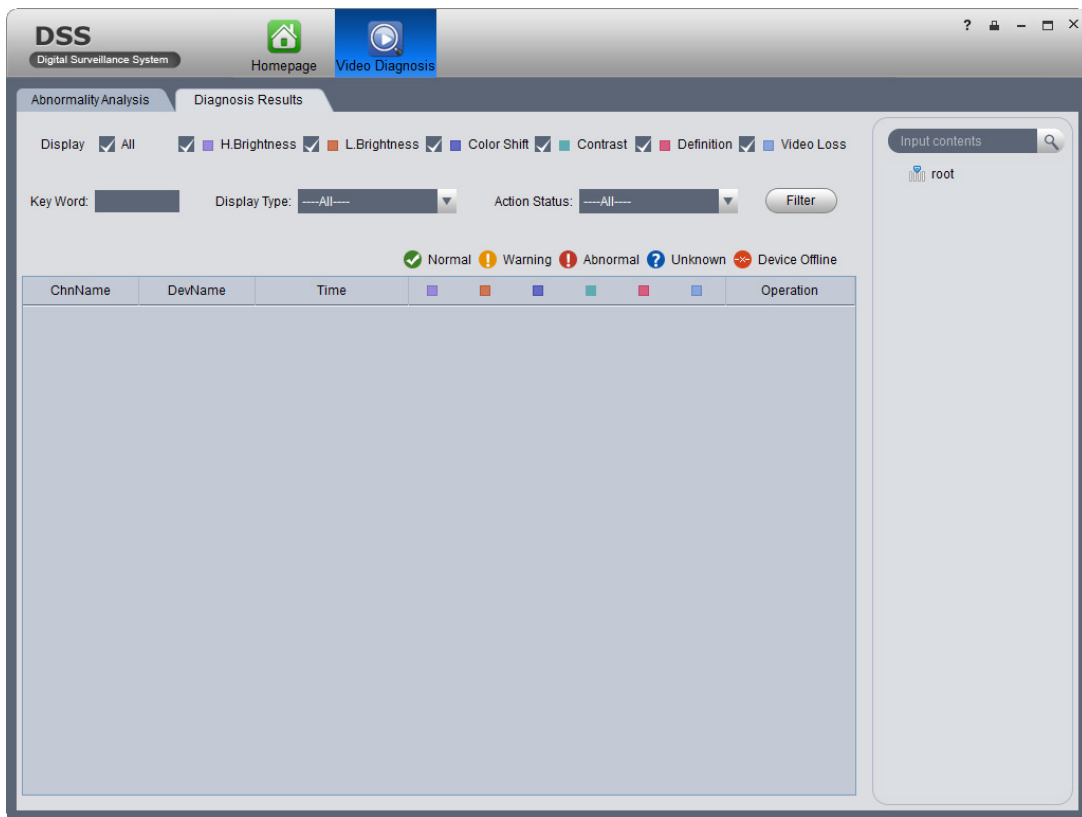 DSS
Digital Surveillance System
Homepage
Video Diagnosis
?
Abnormality Analysis
Diagnosis Results
Display All H.Brightness L.Brightness Color Shift Contrast Definition Video Loss
Input contents
root
Key Word: Display Type: ----All---- Action Status: ----All---- Filter
Normal Warning Abnormal Unknown Device Offline
ChnName DevName Time Operation